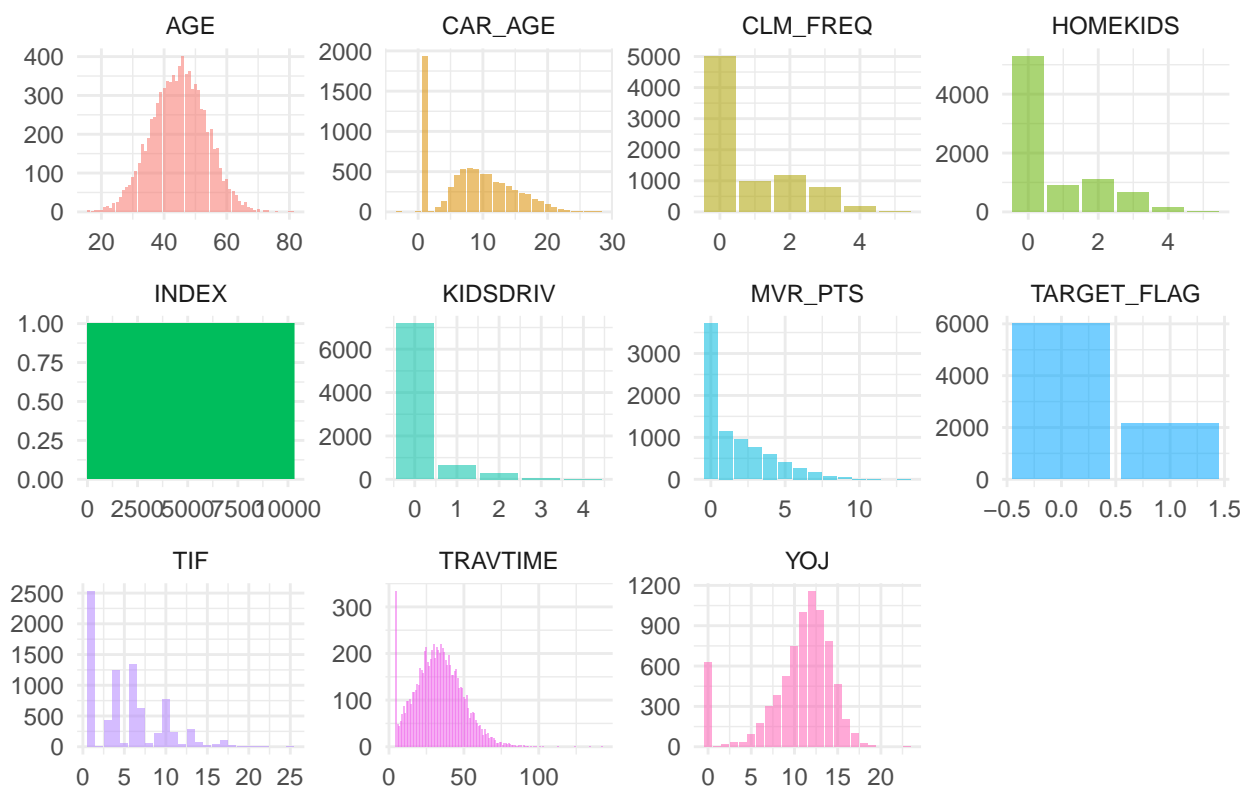 AGE CAR_AGE CLM_FREQ HOMEKIDS
400 2000 5000
300 1500 4000 4000
3000
200 1000
2000 2000
100 500 1000
0 0 0 0
20 40 60 80 0 10 20 30 0 2 4 0 2 4
INDEX KIDSDRIV MVR_PTS TARGET_FLAG
1.00 6000
0.75 6000 3000
4000
0.50 4000 2000
0.25 2000 1000 2000
0.00 0 0 0
0 2500 5000 7500 10000 0 1 2 3 4 0 5 10 −0.5 0.0 0.5 1.0 1.5
TIF TRAVTIME YOJ
2500 1200
2000 300 900
1500 200 600
1000
500 100 300
0 0 0
0 5 10 15 20 25 0 50 100 0 5 10 15 20